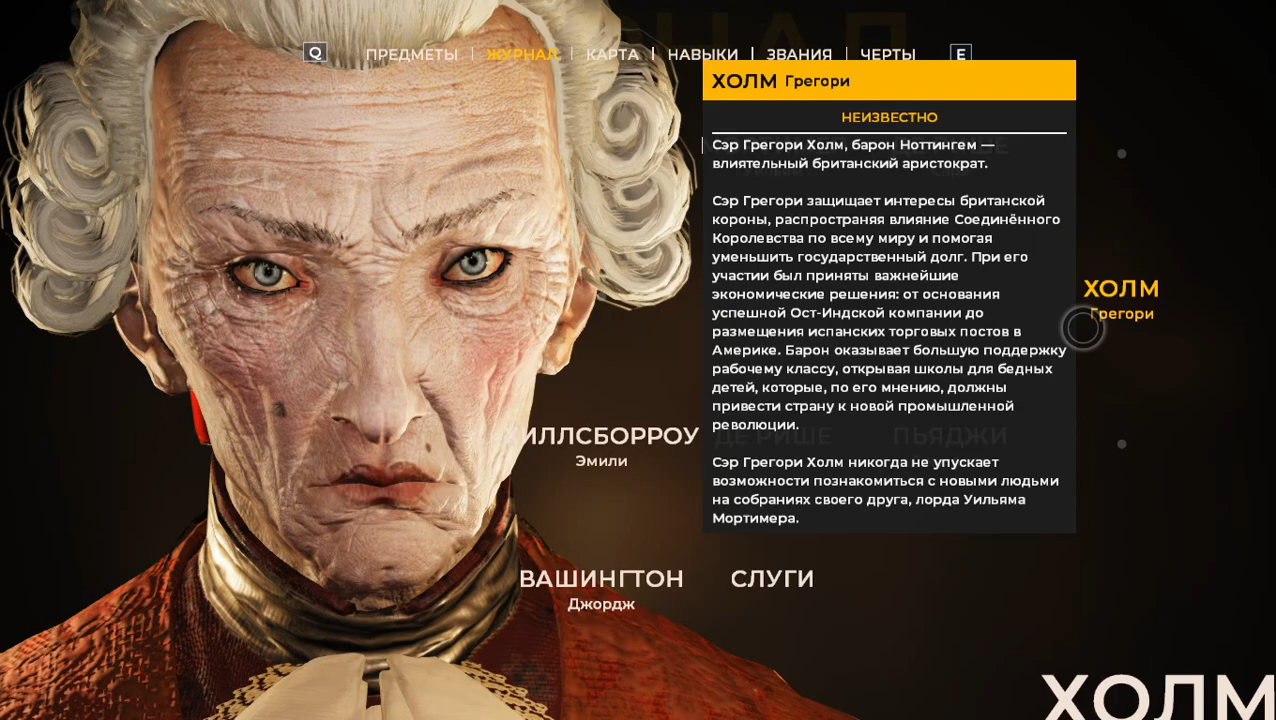 Q ПРЕДМЕТЫ ЖУРНАЛ КАРТА НАВЫКИ ЗВАНИЯ ЧЕРТЫ E
ХОЛМ Грегори
НЕИЗВЕСТНО
Сэр Грегори Холм, барон Ноттингем —
влиятельный британский аристократ.
Сэр Грегори защищает интересы британской
короны, распространяя влияние Соединённого
Королевства по всему миру и помогая
уменьшить государственный долг. При его
участии был приняты важнейшие
экономические решения: от основания
успешной Ост-Индской компании до
размещения испанских торговых постов в
Америке. Барон оказывает большую поддержку
рабочему классу, открывая школы для бедных
детей, которые, по его мнению, должны
привести страну к новой промышленной
революции.
Сэр Грегори Холм никогда не упускает
возможности познакомиться с новыми людьми
на собраниях своего друга, лорда Уильяма
Мортимера.
ХОЛМ
Грегори
ХИЛЛСБОРРОУ ДЕ РИШЕ ПЬЯДЖИ
Эмили
ВАШИНГТОН СЛУГИ
Джордж
ХОЛМ